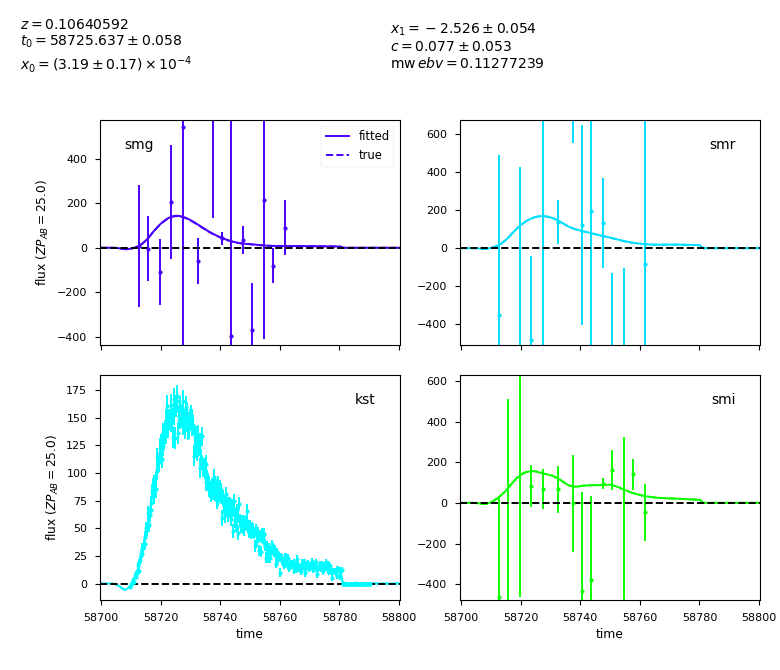 z = 0.10640592
t₀ = 58725.637 ± 0.058
x₀ = (3.19 ± 0.17) × 10⁻⁴
x₁ = −2.526 ± 0.054
c = 0.077 ± 0.053
mw ebv = 0.11277239
smg
fitted
true
400
200
0
−200
−400
flux (ZP_AB = 25.0)
smr
600
400
200
0
−200
−400
kst
175
150
125
100
75
50
25
0
flux (ZP_AB = 25.0)
58700 58720 58740 58760 58780 58800
time
smi
600
400
200
0
−200
−400
58700 58720 58740 58760 58780 58800
time